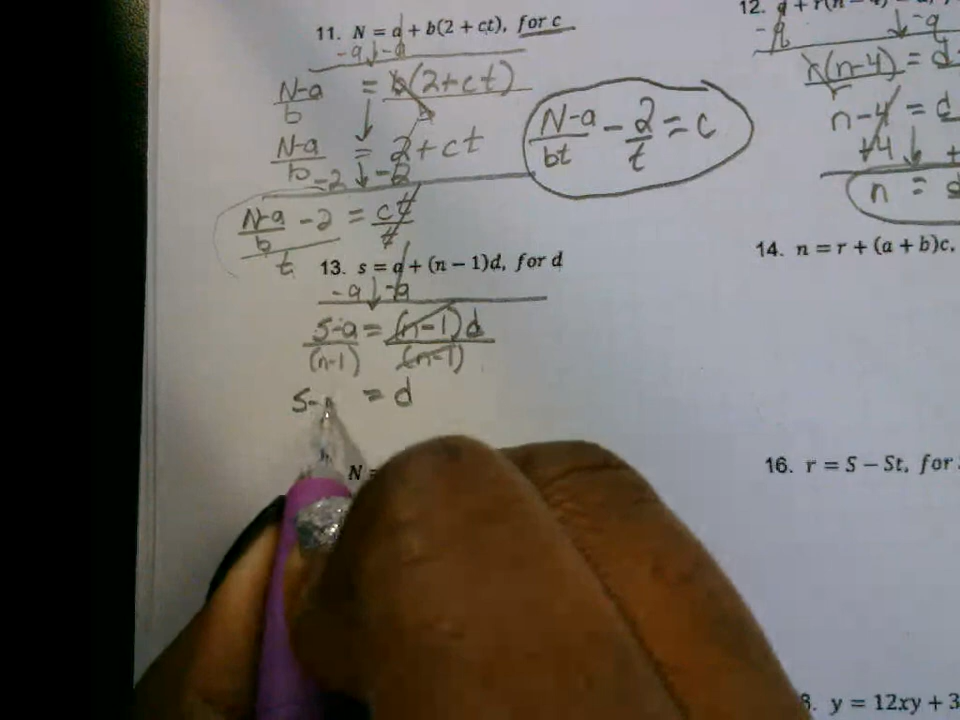 11. N = a + b(2 + ct), for c
-a ↓ -a
N-a = b(2+ct)
b b
N-a = 2+ct
b
-2 ↓ -2
N-a - 2 = ct
b t
t
N-a - 2 = c
bt t
12.
-a ↓ -a
r(n-4) = d
r
n-4 = d
+4 ↓ +
n =
13. s = a + (n − 1)d, for d
-a ↓ -a
s-a = (n-1)d
(n-1) (n-1)
s- = d
14. n = r + (a + b)c,
N =
16. r = S − St, for
8. y = 12xy + 3